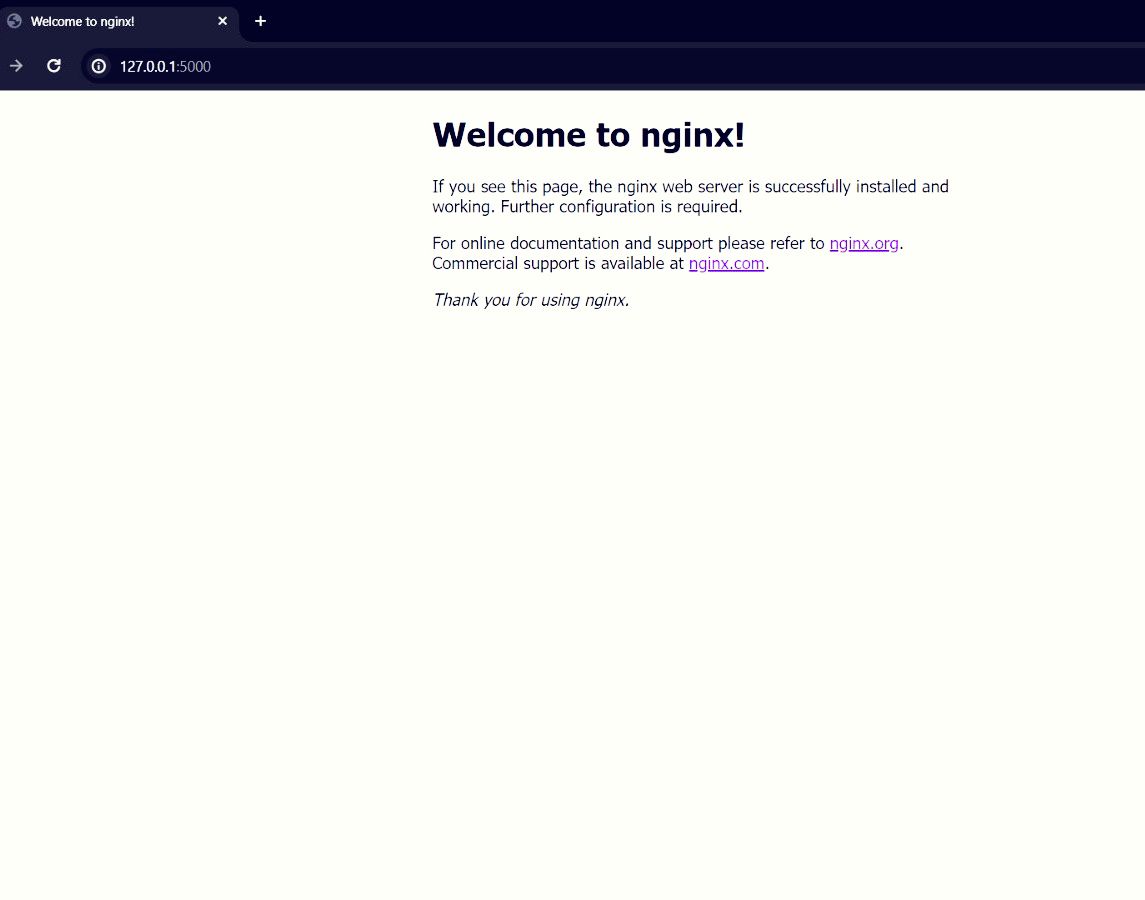 Welcome to nginx!
127.0.0.1:5000
Welcome to nginx!
If you see this page, the nginx web server is successfully installed and
working. Further configuration is required.
For online documentation and support please refer to nginx.org.
Commercial support is available at nginx.com.
Thank you for using nginx.